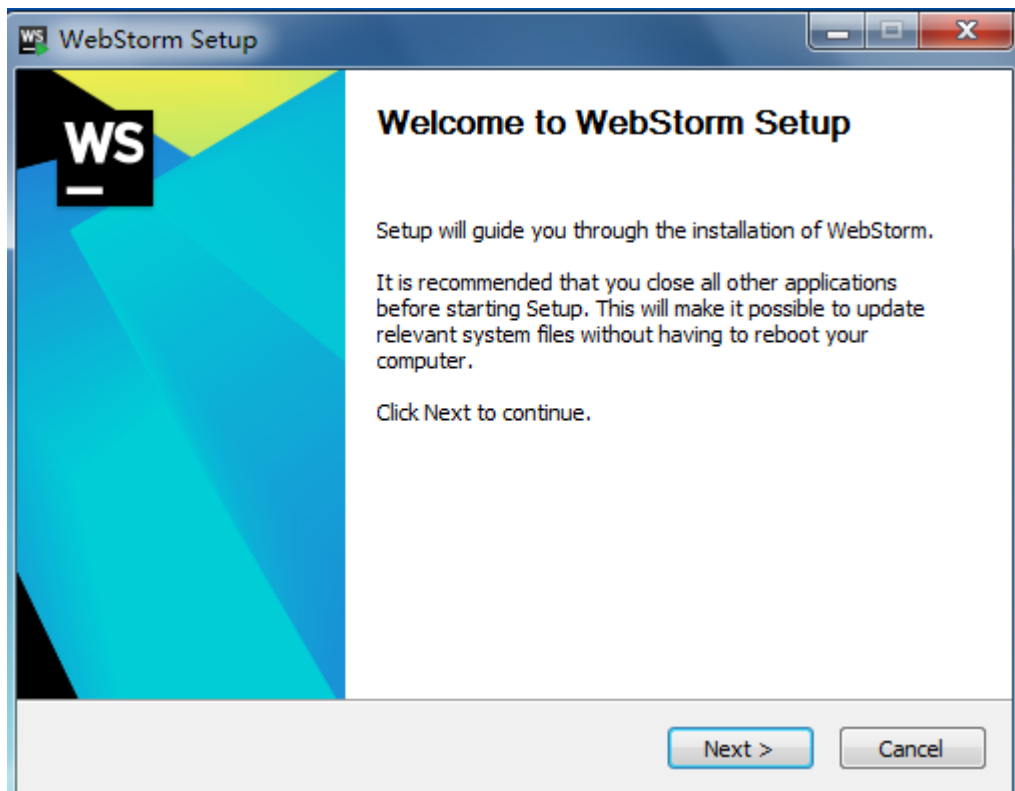 WS WebStorm Setup
WS
Welcome to WebStorm Setup
Setup will guide you through the installation of WebStorm.
It is recommended that you close all other applications
before starting Setup. This will make it possible to update
relevant system files without having to reboot your
computer.
Click Next to continue.
Next > Cancel